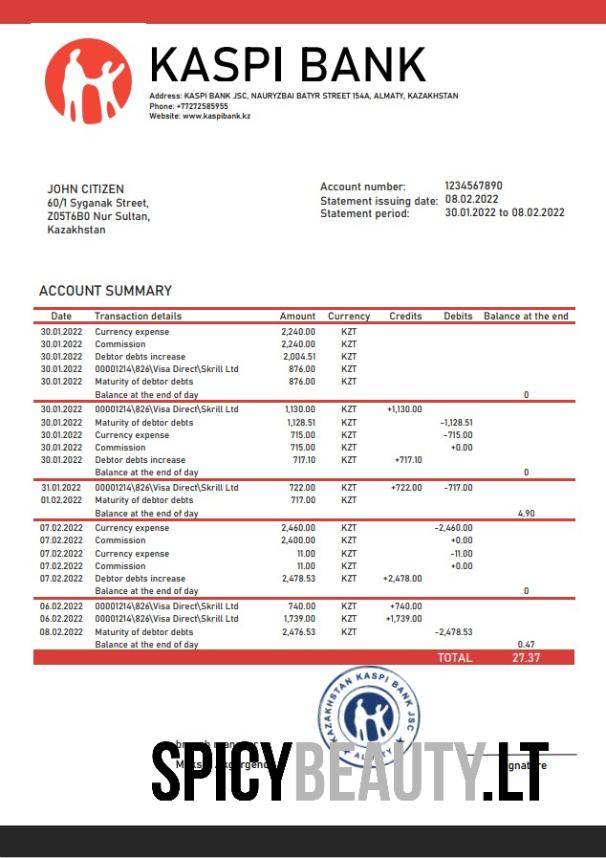 KASPI BANK
Address: KASPI BANK JSC, NAURYZBAI BATYR STREET 154A, ALMATY, KAZAKHSTAN
Phone: +77272585955
Website: www.kaspibank.kz
JOHN CITIZEN
60/1 Syganak Street,
Z05T6B0 Nur Sultan,
Kazakhstan
Account number: 1234567890
Statement issuing date: 08.02.2022
Statement period: 30.01.2022 to 08.02.2022
ACCOUNT SUMMARY
Date Transaction details Amount Currency Credits Debits Balance at the end
30.01.2022 Currency expense 2,240.00 KZT
30.01.2022 Commission 2,240.00 KZT
30.01.2022 Debtor debts increase 2,004.51 KZT
30.01.2022 00001214\826\Visa Direct\Skrill Ltd 876.00 KZT
30.01.2022 Maturity of debtor debts 876.00 KZT
Balance at the end of day 0
30.01.2022 00001214\826\Visa Direct\Skrill Ltd 1,130.00 KZT +1,130.00
30.01.2022 Maturity of debtor debts 1,128.51 KZT -1,128.51
30.01.2022 Currency expense 715.00 KZT -715.00
30.01.2022 Commission 715.00 KZT +0.00
30.01.2022 Debtor debts increase 717.10 KZT +717.10
Balance at the end of day 0
31.01.2022 00001214\826\Visa Direct\Skrill Ltd 722.00 KZT +722.00 -717.00
01.02.2022 Maturity of debtor debts 717.00 KZT
Balance at the end of day 4.90
07.02.2022 Currency expense 2,460.00 KZT -2,460.00
07.02.2022 Commission 2,400.00 KZT +0.00
07.02.2022 Currency expense 11.00 KZT -11.00
07.02.2022 Commission 11.00 KZT +0.00
07.02.2022 Debtor debts increase 2,478.53 KZT +2,478.00
Balance at the end of day 0
06.02.2022 00001214\826\Visa Direct\Skrill Ltd 740.00 KZT +740.00
06.02.2022 00001214\826\Visa Direct\Skrill Ltd 1,739.00 KZT +1,739.00
08.02.2022 Maturity of debtor debts 2,476.53 KZT -2,478.53
Balance at the end of day 0.47
TOTAL 27.37
KAZAKHSTAN KASPI BANK JSC
ALMATY
SPICYBEAUTY.LT